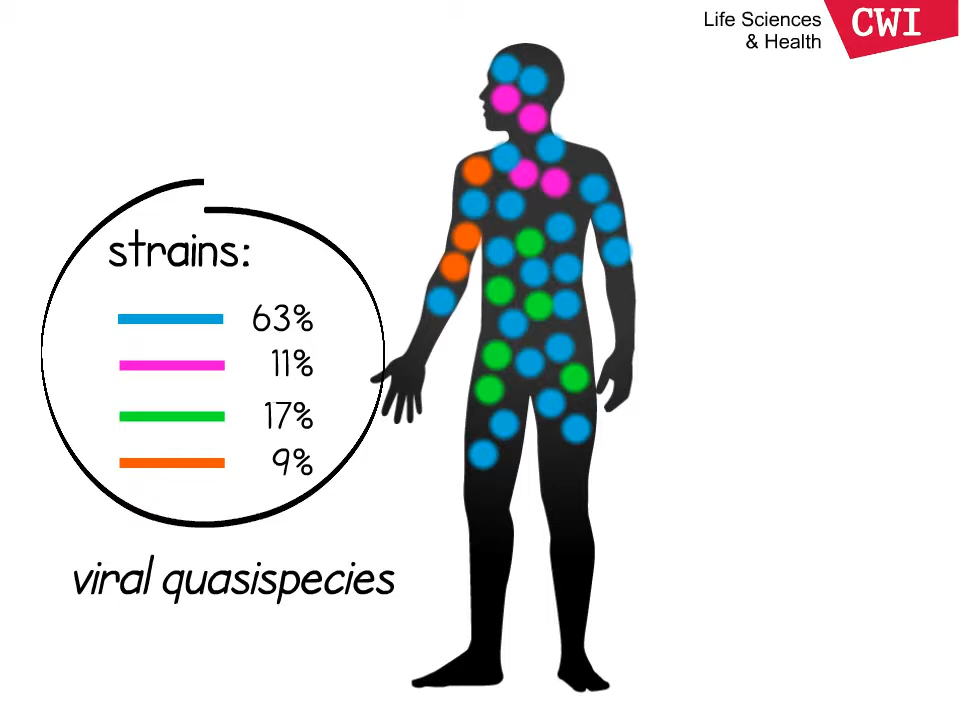 Life Sciences
& Health
CWI
strains:
63%
11%
17%
9%
viral quasispecies